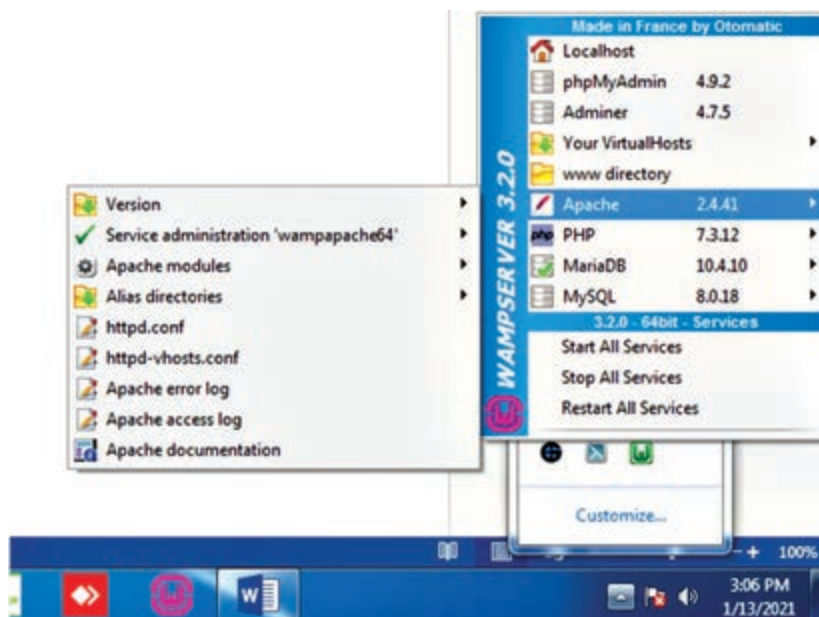 Made in France by Otomatic
Localhost
phpMyAdmin 4.9.2
Adminer 4.7.5
Your VirtualHosts
www directory
Apache 2.4.41
php PHP 7.3.12
MariaDB 10.4.10
MySQL 8.0.18
3.2.0 - 64bit - Services
Start All Services
Stop All Services
Restart All Services
WAMPSERVER 3.2.0
Version
Service administration 'wampapache64'
Apache modules
Alias directories
httpd.conf
httpd-vhosts.conf
Apache error log
Apache access log
Apache documentation
Customize...
100%
W
3:06 PM
1/13/2021